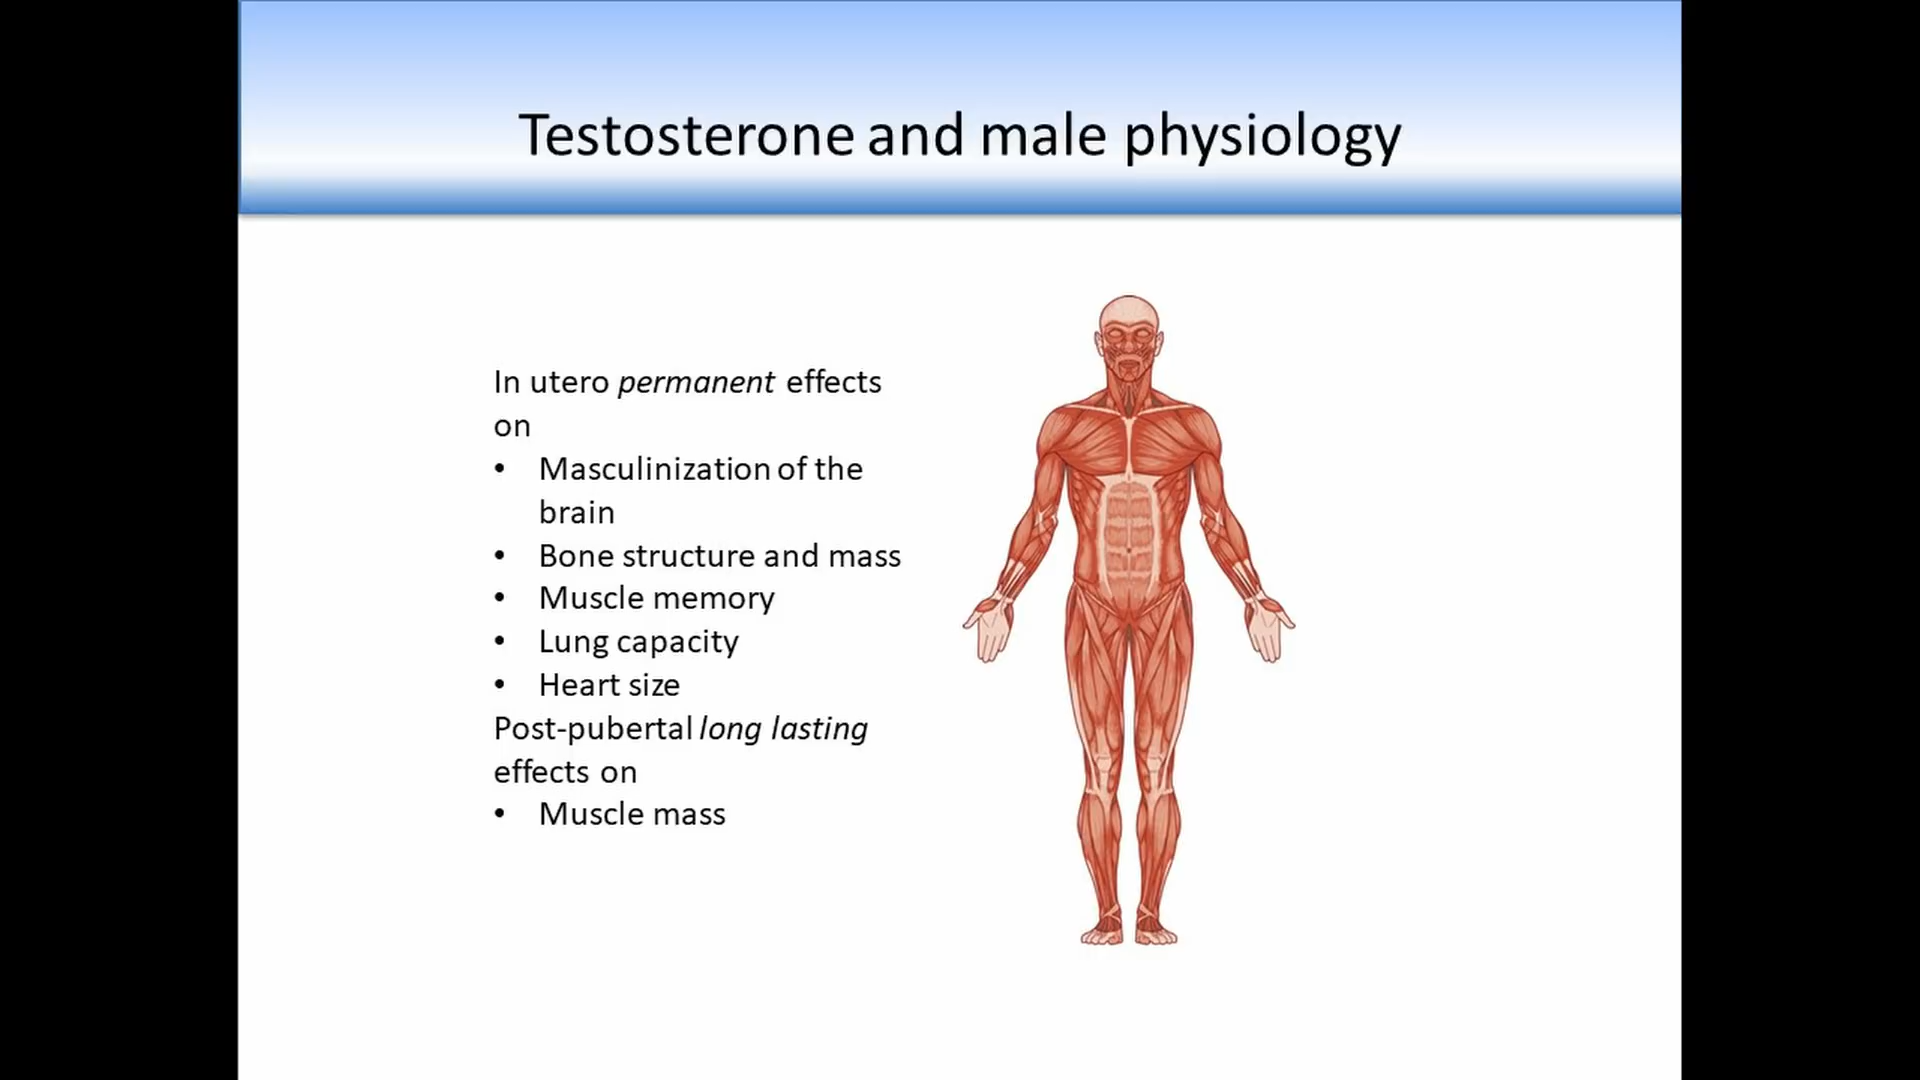 Testosterone and male physiology
In utero permanent effects
on
• Masculinization of the
brain
• Bone structure and mass
• Muscle memory
• Lung capacity
• Heart size
Post-pubertal long lasting
effects on
• Muscle mass